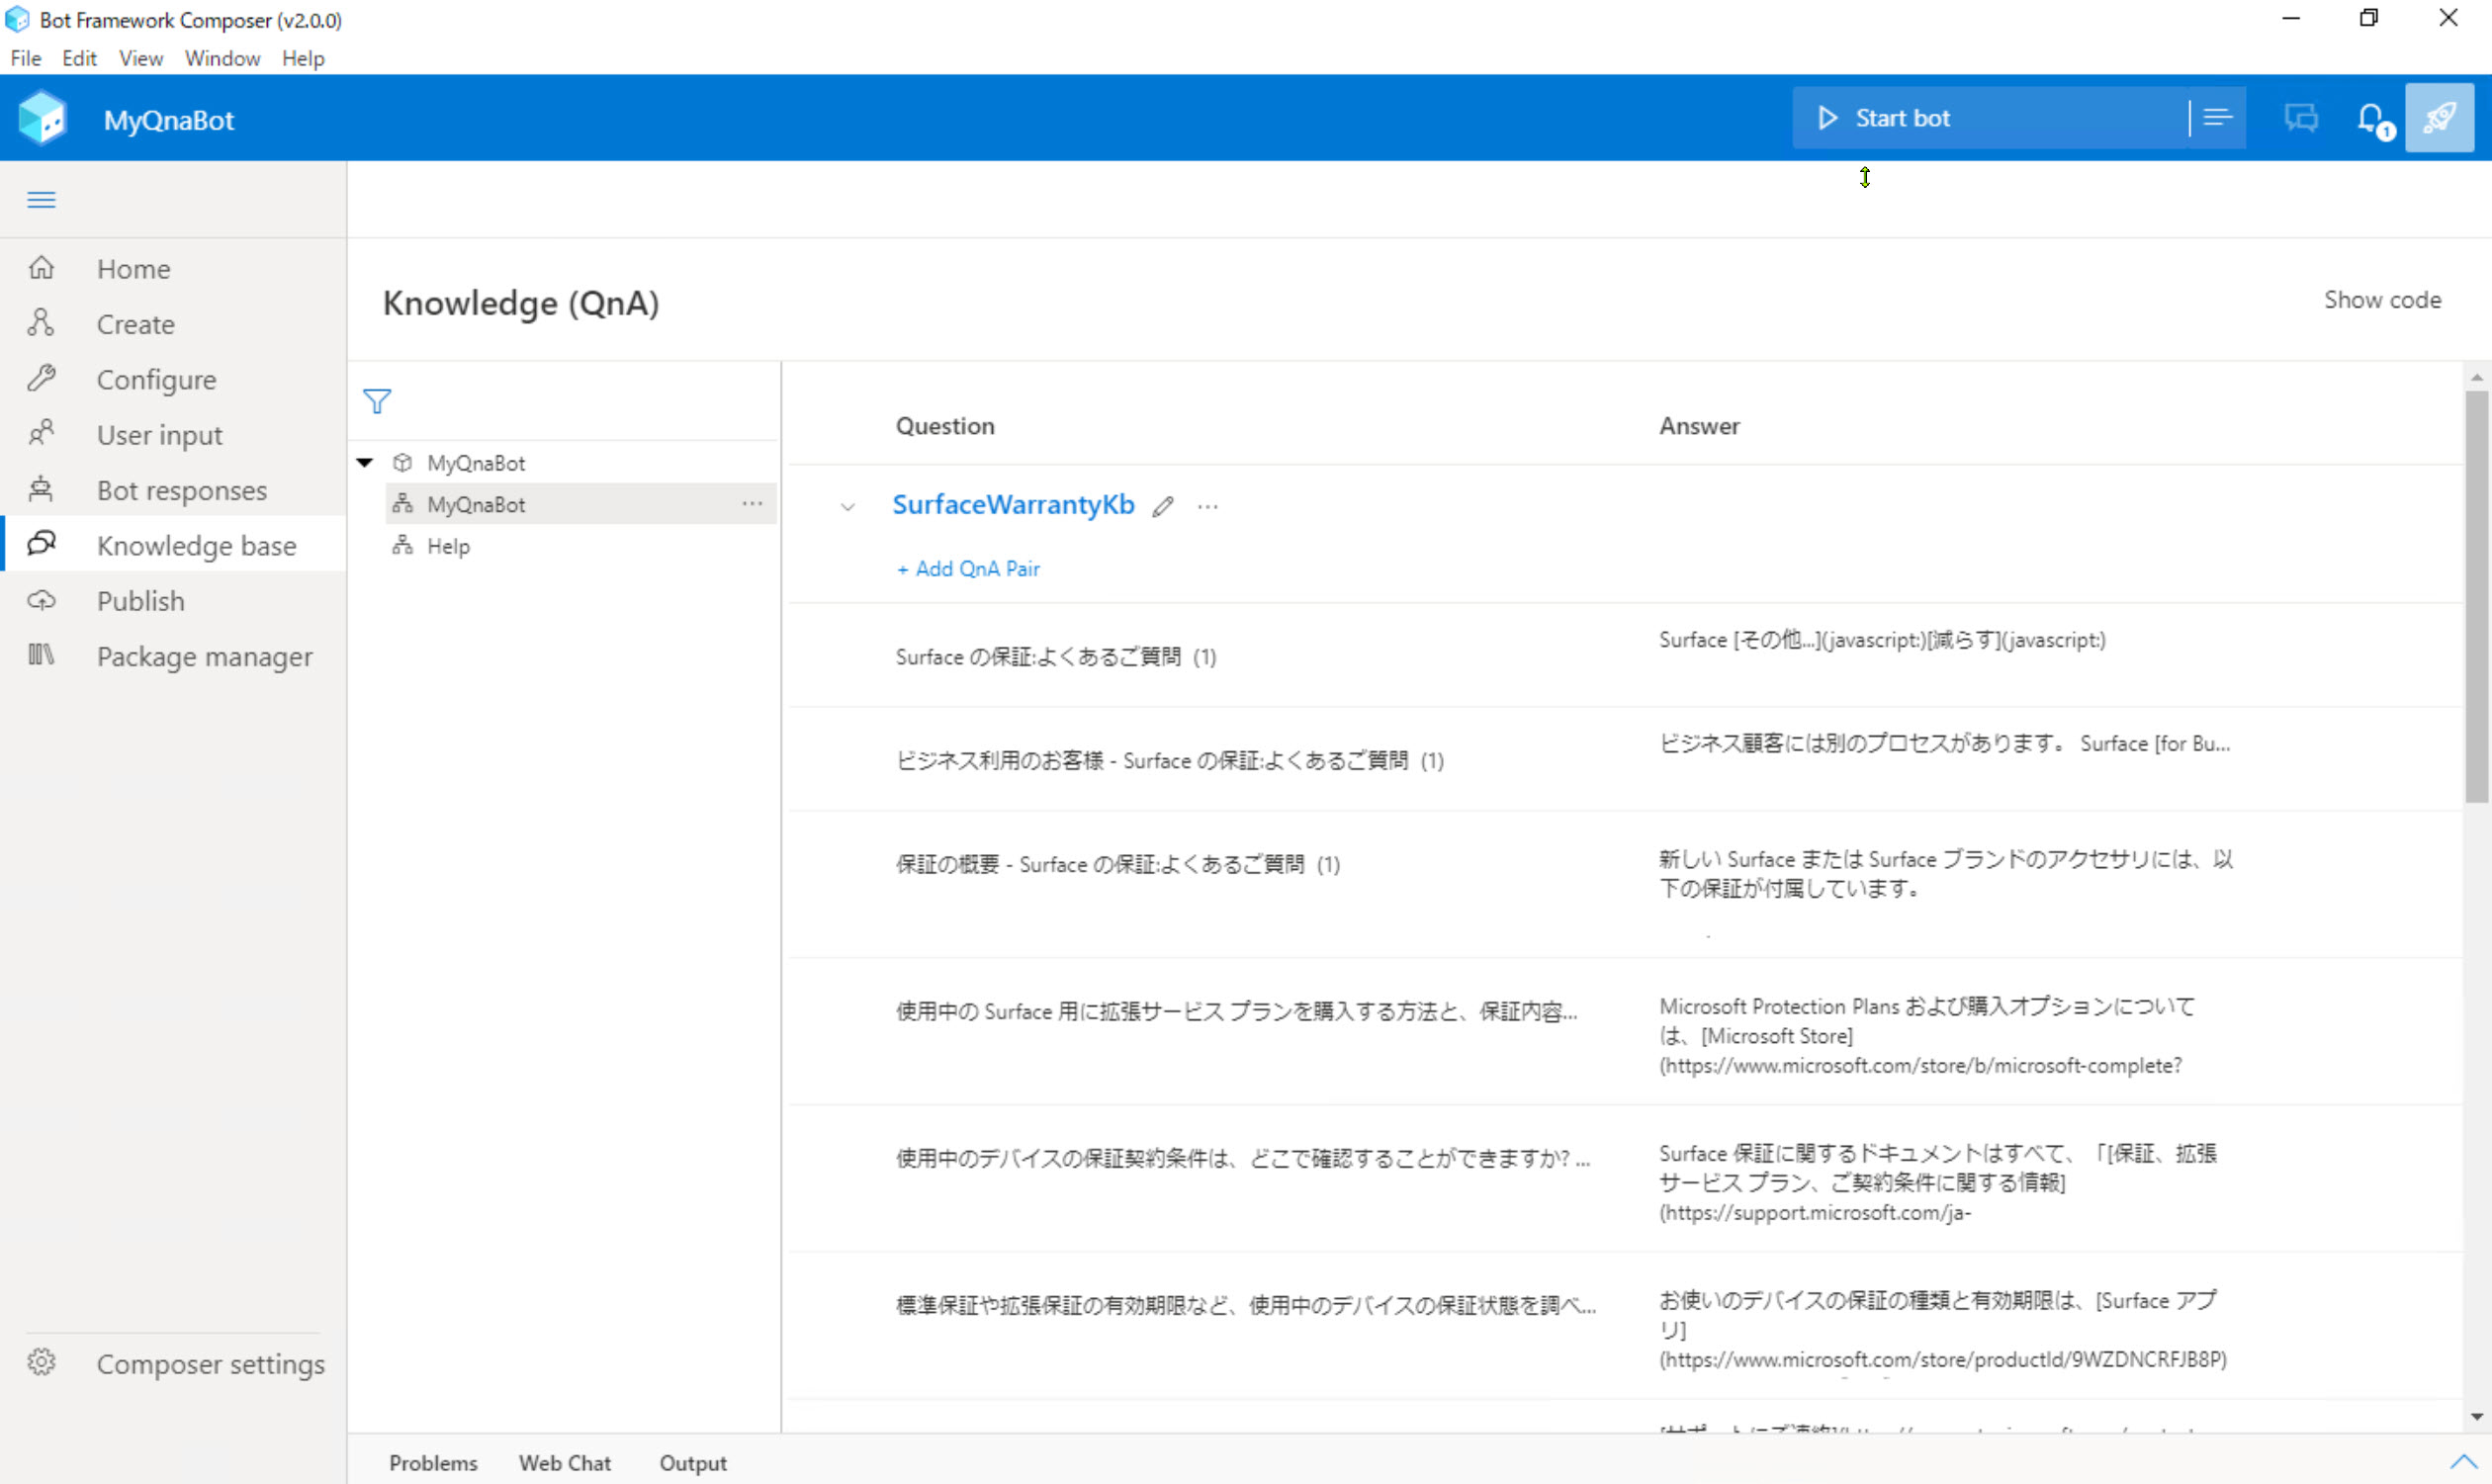 Bot Framework Composer (v2.0.0)
File Edit View Window Help
MyQnaBot
Start bot
1
Home
Create
Configure
User input
Bot responses
Knowledge base
Publish
Package manager
Composer settings
Knowledge (QnA)
Show code
MyQnaBot
MyQnaBot ...
Help
Question
Answer
SurfaceWarrantyKb ...
+ Add QnA Pair
Surface の保証:よくあるご質問 (1)
Surface [その他...](javascript:)[減らす](javascript:)
ビジネス利用のお客様 - Surface の保証:よくあるご質問 (1)
ビジネス顧客には別のプロセスがあります。 Surface [for Bu...
保証の概要 - Surface の保証:よくあるご質問 (1)
新しい Surface または Surface ブランドのアクセサリには、以
下の保証が付属しています。
使用中の Surface 用に拡張サービス プランを購入する方法と、保証内容...
Microsoft Protection Plans および購入オプションについて
は、[Microsoft Store]
(https://www.microsoft.com/store/b/microsoft-complete?
使用中のデバイスの保証契約条件は、どこで確認することができますか? ...
Surface 保証に関するドキュメントはすべて、「[保証、拡張
サービス プラン、ご契約条件に関する情報]
(https://support.microsoft.com/ja-
標準保証や拡張保証の有効期限など、使用中のデバイスの保証状態を調べ...
お使いのデバイスの保証の種類と有効期限は、[Surface アプ
リ]
(https://www.microsoft.com/store/productId/9WZDNCRFJB8P)
Problems Web Chat Output